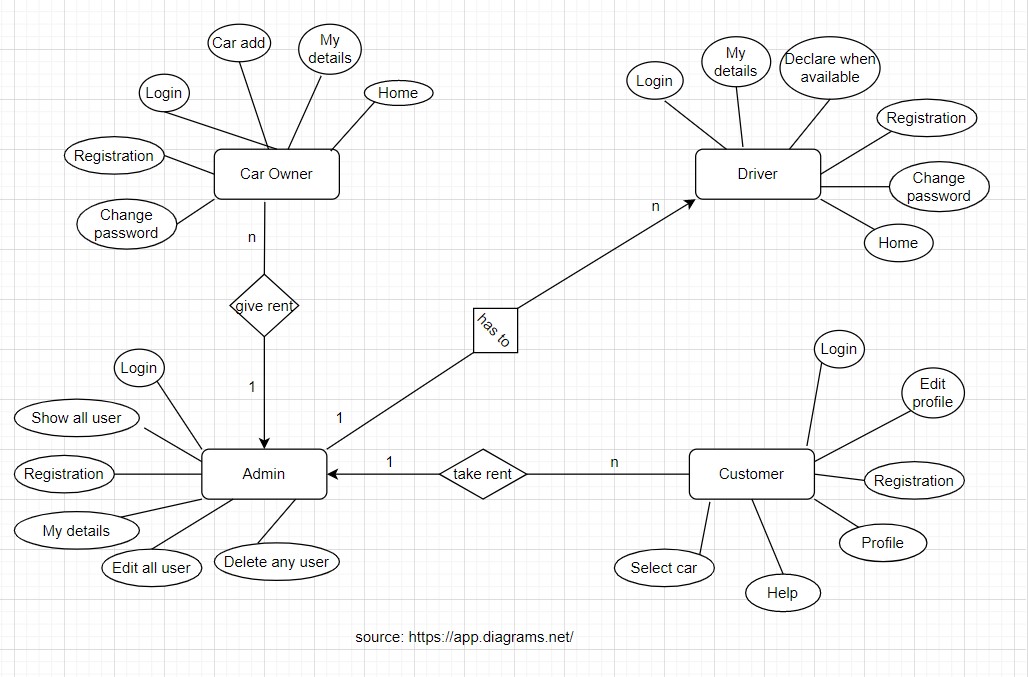 Car add
My
details
Login
Home
Registration
Car Owner
Change
password
n
give rent
1
Login
My
details
Declare when
available
Registration
Driver
Change
password
Home
n
has to
1
Login
Show all user
Registration
Admin
My details
Edit all user
Delete any user
1
take rent
n
Login
Edit
profile
Customer
Registration
Profile
Select car
Help
source: https://app.diagrams.net/